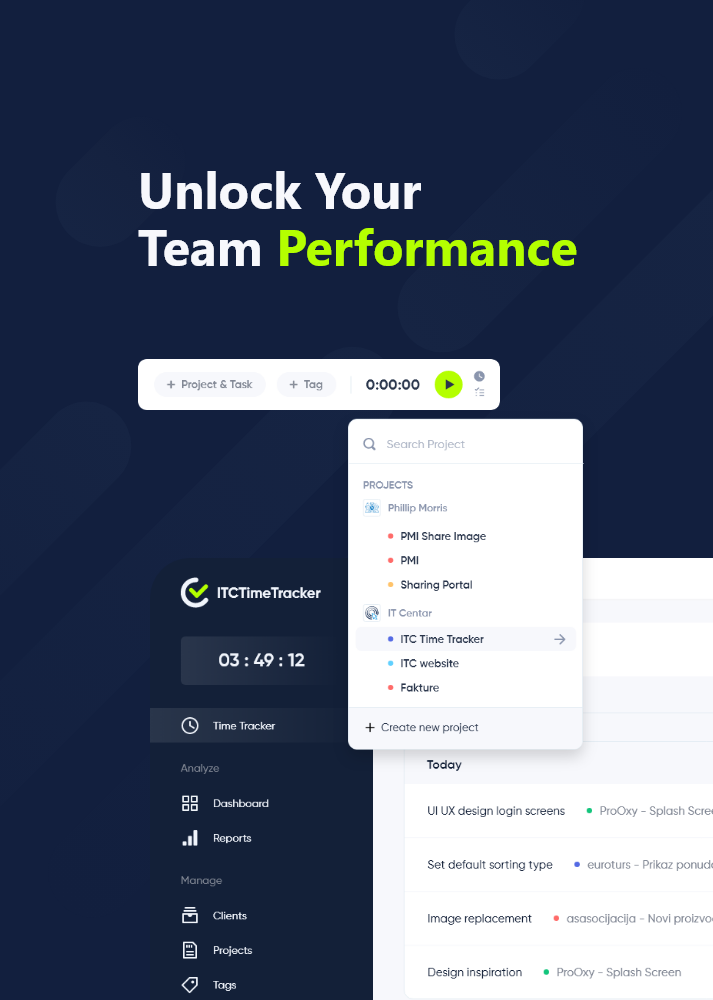 Unlock Your
Team Performance
+ Project & Task + Tag 0:00:00
Search Project
PROJECTS
Phillip Morris
PMI Share Image
PMI
Sharing Portal
IT Centar
ITC Time Tracker
ITC website
Fakture
+ Create new project
ITCTimeTracker
03 : 49 : 12
Time Tracker
Analyze
Dashboard
Reports
Manage
Clients
Projects
Tags
Today
UI UX design login screens ProOxy - Splash Scree
Set default sorting type euroturs - Prikaz ponud
Image replacement asasocijacija - Novi proizvo
Design inspiration ProOxy - Splash Screen